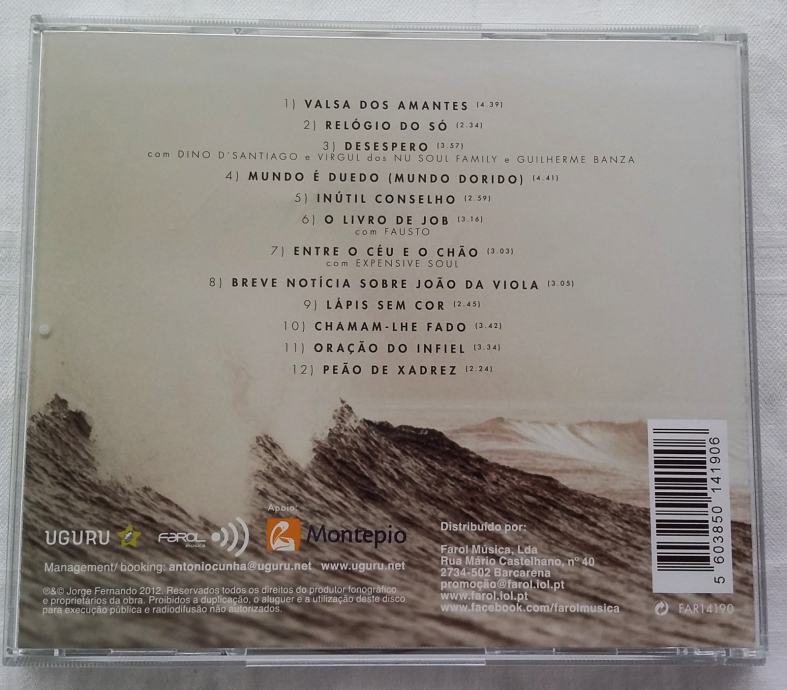 1) VALSA DOS AMANTES (4.39)
2) RELÓGIO DO SÓ (2.34)
3) DESESPERO (3.57)
com DINO D'SANTIAGO e VIRGUL dos NU SOUL FAMILY e GUILHERME BANZA
4) MUNDO É DUEDO (MUNDO DORIDO) (4.41)
5) INÚTIL CONSELHO (2.59)
6) O LIVRO DE JOB (3.16)
com FAUSTO
7) ENTRE O CÉU E O CHÃO (3.03)
com EXPENSIVE SOUL
8) BREVE NOTÍCIA SOBRE JOÃO DA VIOLA (3.05)
9) LÁPIS SEM COR (2.45)
10) CHAMAM-LHE FADO (3.42)
11) ORAÇÃO DO INFIEL (3.34)
12) PEÃO DE XADREZ (2.24)
Apoio:
UGURU FAROL música Montepio
Management/ booking: antoniocunha@uguru.net www.uguru.net
℗&© Jorge Fernando 2012. Reservados todos os direitos do produtor fonográfico
e proprietários da obra. Proibidos a duplicação, o aluguer e a utilização deste disco
para execução pública e radiodifusão não autorizados.
Distribuído por:
Farol Música, Lda
Rua Mário Castelhano, nº 40
2734-502 Barcarena
promoção@farol.iol.pt
www.farol.iol.pt
www.facebook.com/farolmusica
5 603850 141906
FAR14190